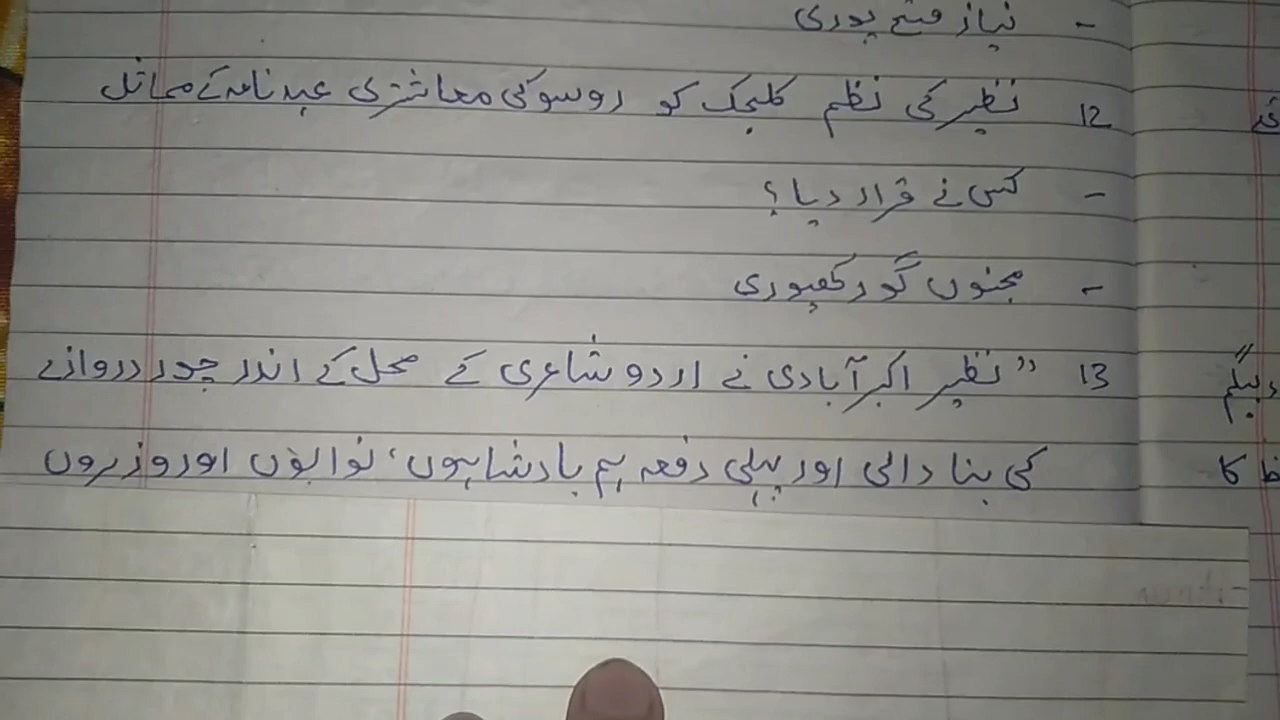 - نیاز فتح پوری
12 نظیر کی نظم کلجگ کو روسو کی معاشرتی عہد نامہ کے مماثل
- کس نے قرار دیا؟
- مجنوں گورکھپوری
13 "نظیر اکبر آبادی نے اردو شاعری کے محل کے اندر چور دروازے
کی بنا ڈالی اور پہلی دفعہ ہم بادشاہوں، نوابوں اور وزیروں
کا